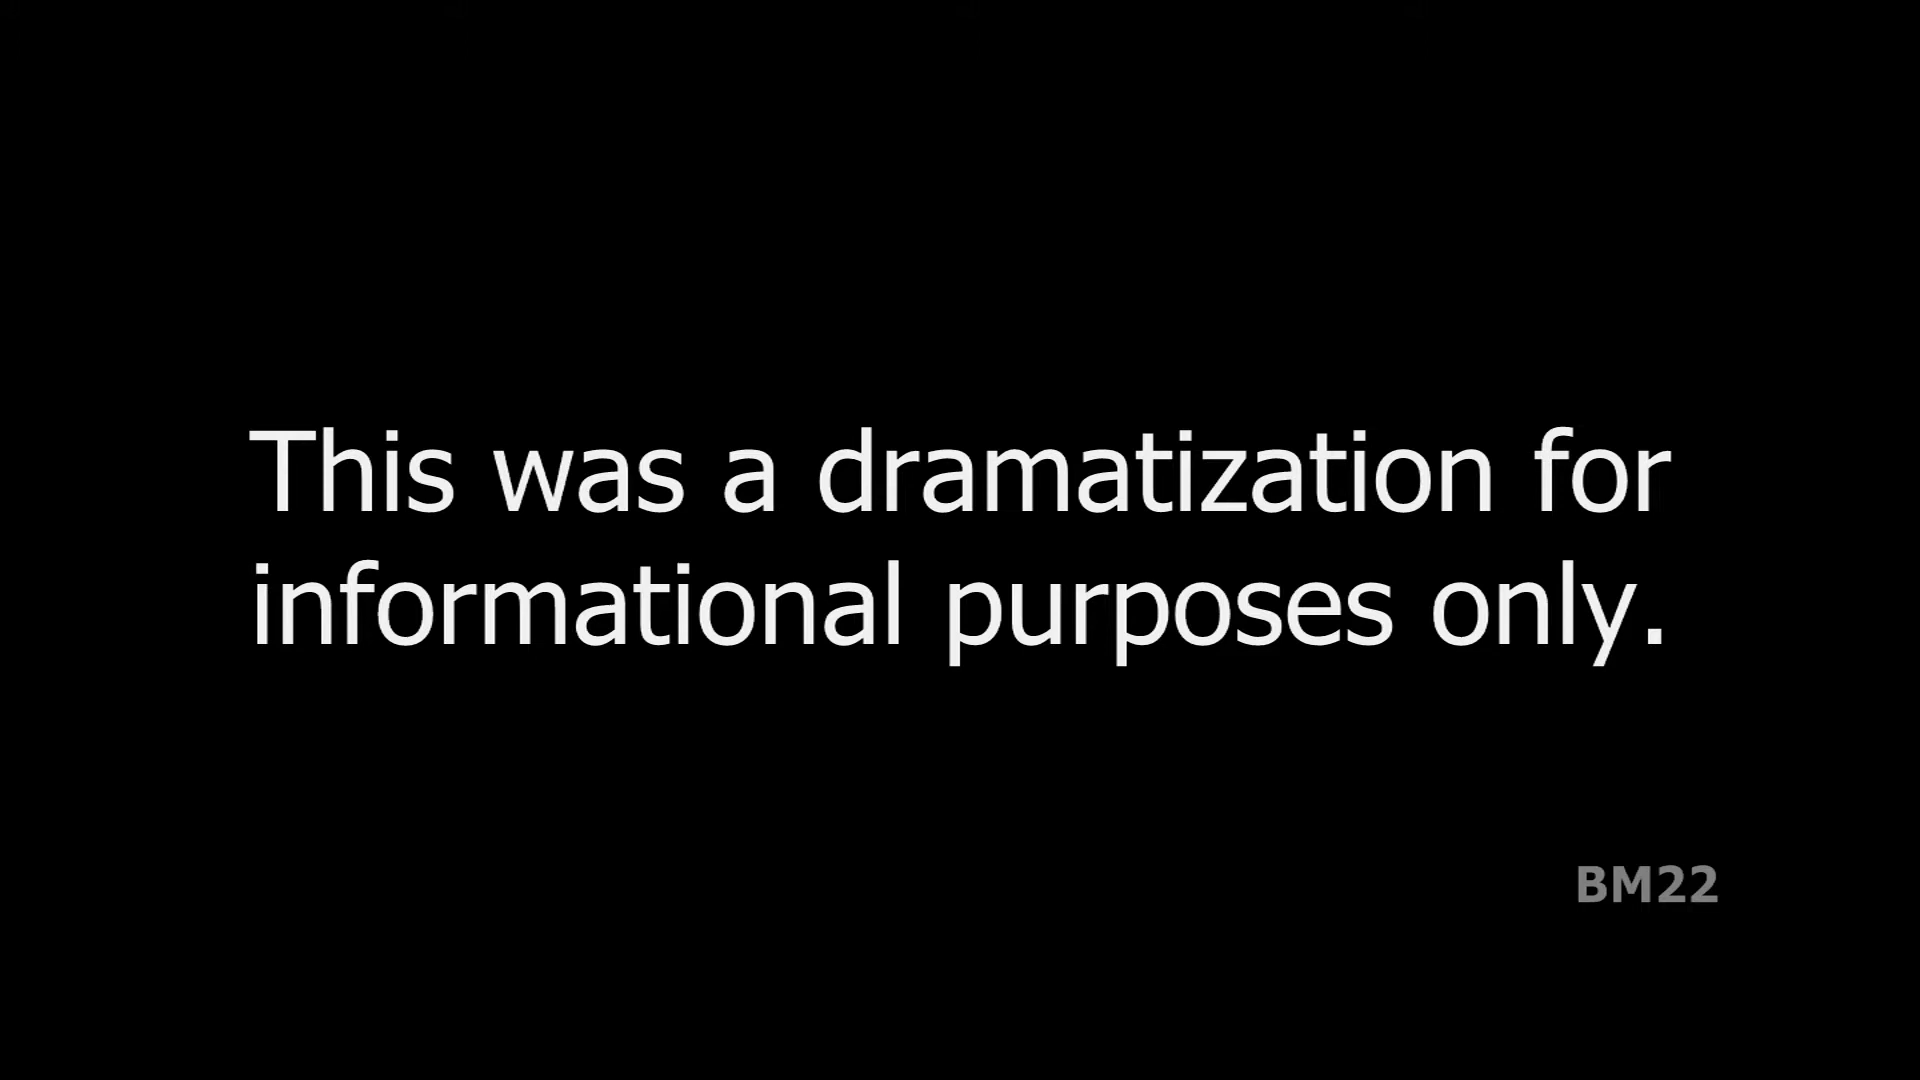 This was a dramatization for
informational purposes only.
BM22